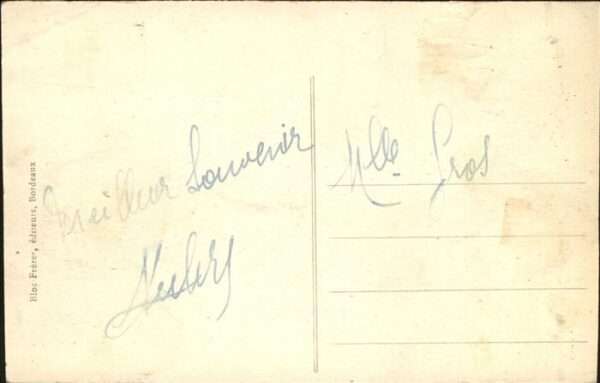 Bloc Frères, éditeurs, Bordeaux
Meilleur Souvenir
Mlle Gros